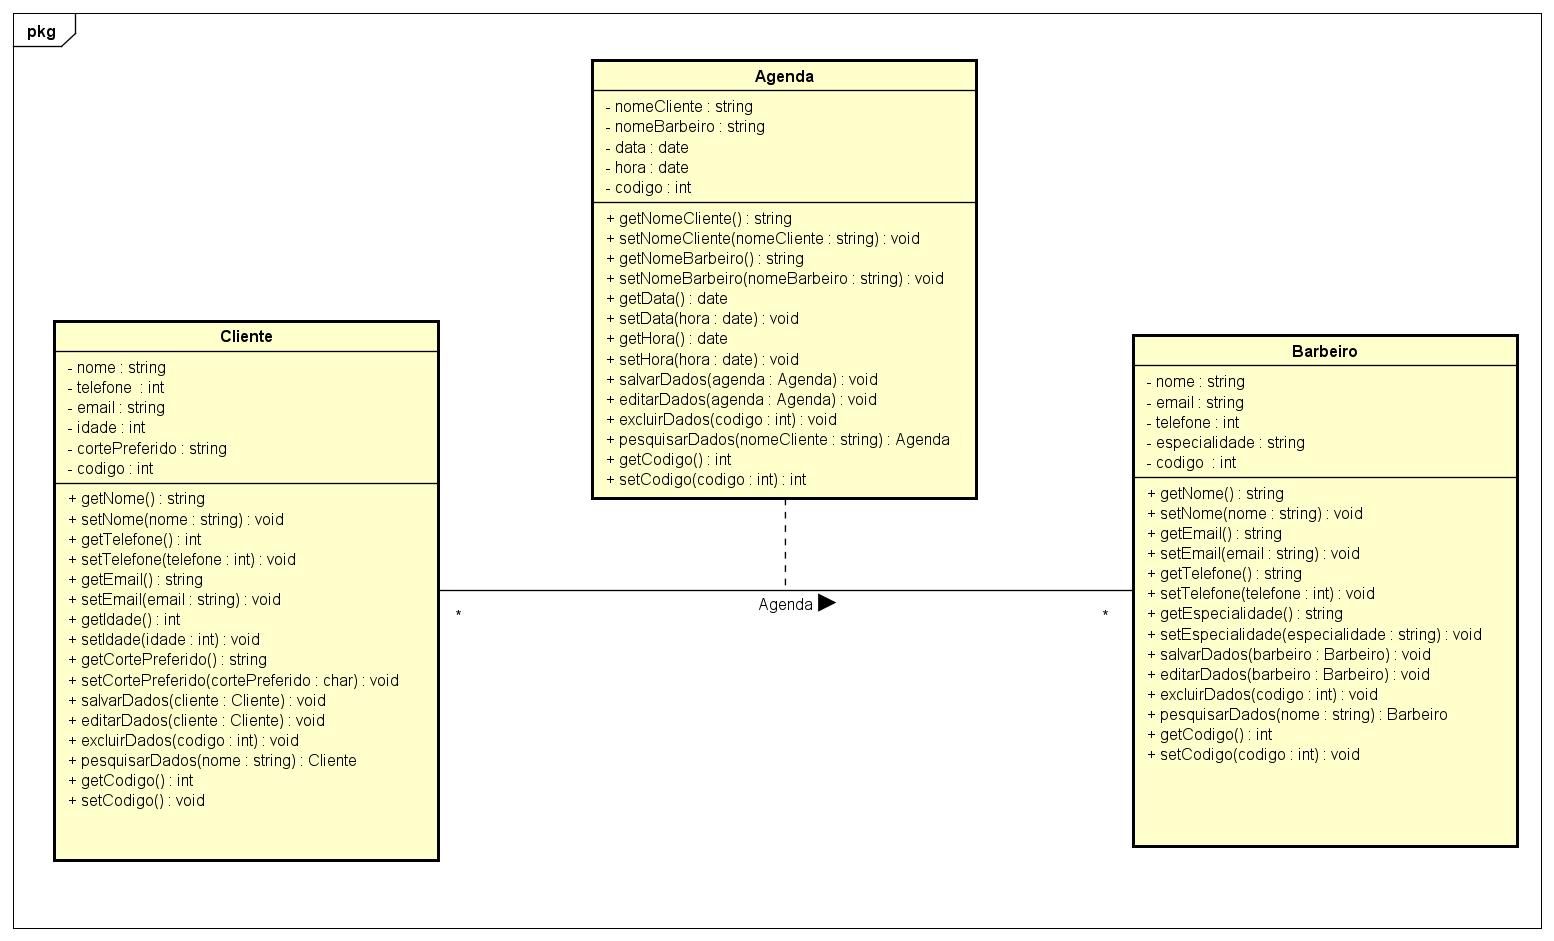 pkg
Agenda
- nomeCliente : string
- nomeBarbeiro : string
- data : date
- hora : date
- codigo : int
+ getNomeCliente() : string
+ setNomeCliente(nomeCliente : string) : void
+ getNomeBarbeiro() : string
+ setNomeBarbeiro(nomeBarbeiro : string) : void
+ getData() : date
+ setData(hora : date) : void
+ getHora() : date
+ setHora(hora : date) : void
+ salvarDados(agenda : Agenda) : void
+ editarDados(agenda : Agenda) : void
+ excluirDados(codigo : int) : void
+ pesquisarDados(nomeCliente : string) : Agenda
+ getCodigo() : int
+ setCodigo(codigo : int) : int
Cliente
- nome : string
- telefone  : int
- email : string
- idade : int
- cortePreferido : string
- codigo : int
+ getNome() : string
+ setNome(nome : string) : void
+ getTelefone() : int
+ setTelefone(telefone : int) : void
+ getEmail() : string
+ setEmail(email : string) : void
+ getIdade() : int
+ setIdade(idade : int) : void
+ getCortePreferido() : string
+ setCortePreferido(cortePreferido : char) : void
+ salvarDados(cliente : Cliente) : void
+ editarDados(cliente : Cliente) : void
+ excluirDados(codigo : int) : void
+ pesquisarDados(nome : string) : Cliente
+ getCodigo() : int
+ setCodigo() : void
* Agenda *
Barbeiro
- nome : string
- email : string
- telefone : int
- especialidade : string
- codigo  : int
+ getNome() : string
+ setNome(nome : string) : void
+ getEmail() : string
+ setEmail(email : string) : void
+ getTelefone() : string
+ setTelefone(telefone : int) : void
+ getEspecialidade() : string
+ setEspecialidade(especialidade : string) : void
+ salvarDados(barbeiro : Barbeiro) : void
+ editarDados(barbeiro : Barbeiro) : void
+ excluirDados(codigo : int) : void
+ pesquisarDados(nome : string) : Barbeiro
+ getCodigo() : int
+ setCodigo(codigo : int) : void